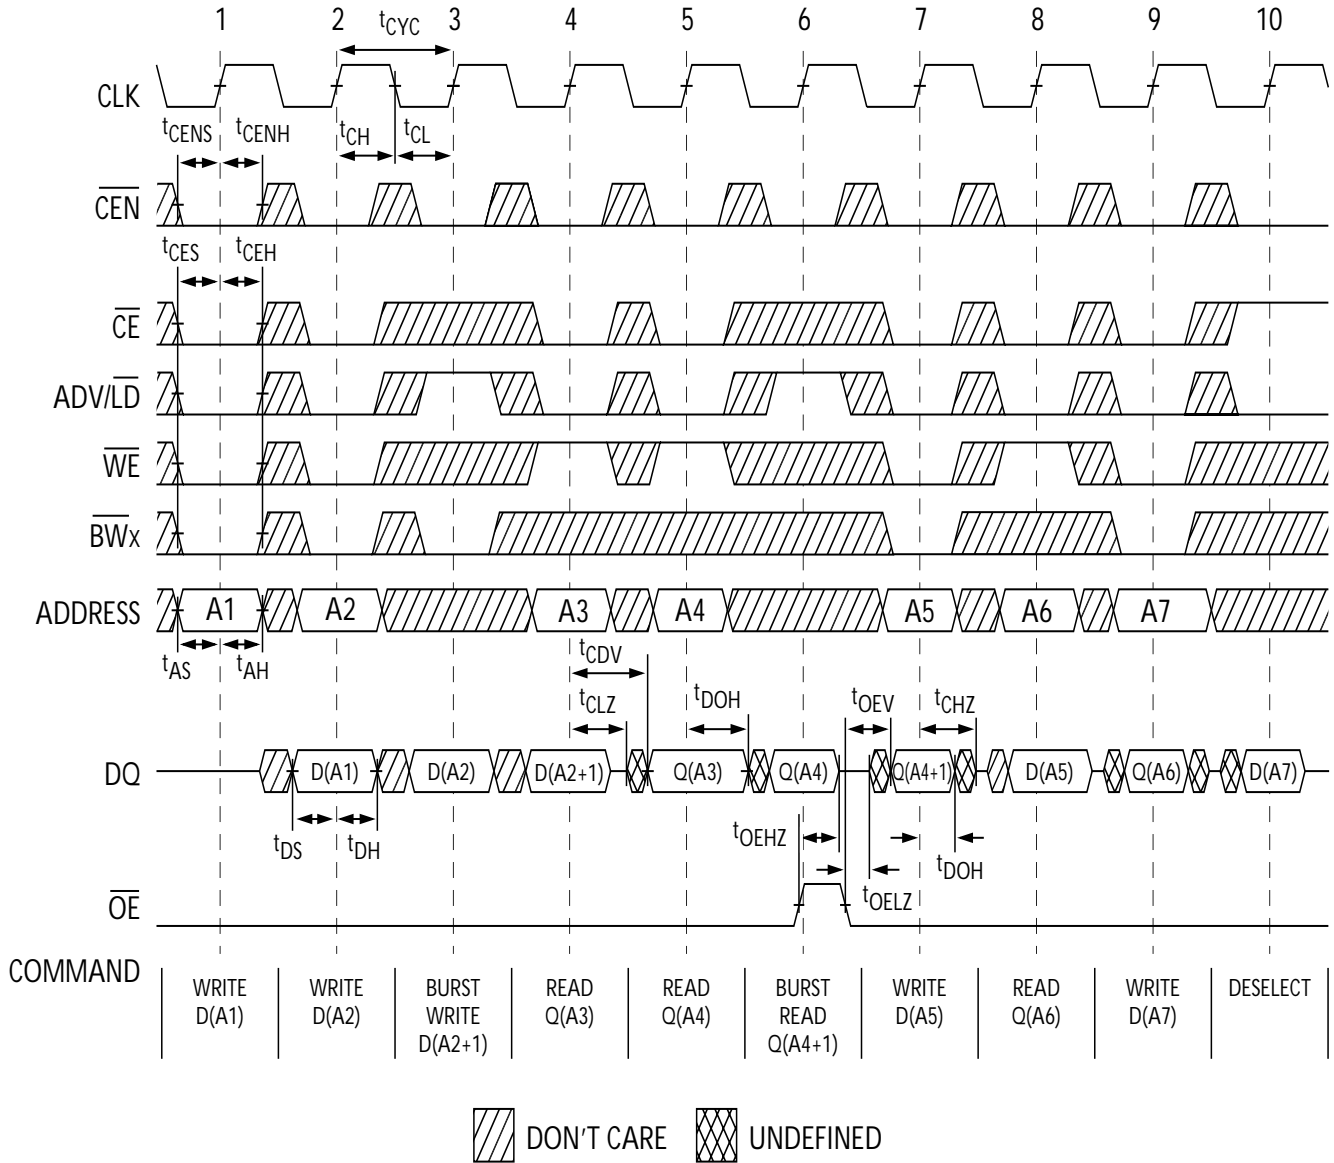 1 2 3 4 5 6 7 8 9 10
tCYC
CLK
tCENS tCENH tCH tCL
CEN
tCES tCEH
CE
ADV/LD
WE
BWx
ADDRESS A1 A2 A3 A4 A5 A6 A7
tAS tAH tCDV
tCLZ tDOH tOEV tCHZ
DQ D(A1) D(A2) D(A2+1) Q(A3) Q(A4) Q(A4+1) D(A5) Q(A6) D(A7)
tDS tDH tOEHZ tDOH
tOELZ
OE
COMMAND
WRITE
D(A1)
WRITE
D(A2)
BURST
WRITE
D(A2+1)
READ
Q(A3)
READ
Q(A4)
BURST
READ
Q(A4+1)
WRITE
D(A5)
READ
Q(A6)
WRITE
D(A7)
DESELECT
DON'T CARE UNDEFINED